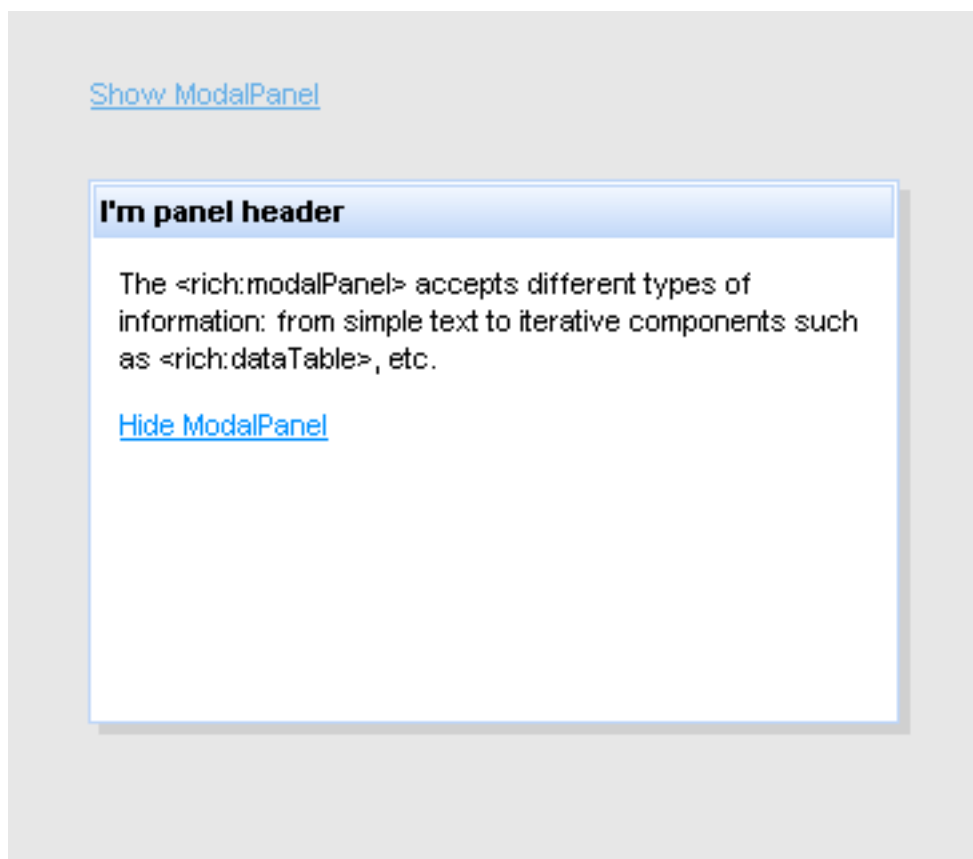 Show ModalPanel
I'm panel header
The <rich:modalPanel> accepts different types of
information: from simple text to iterative components such
as <rich:dataTable>, etc.
Hide ModalPanel